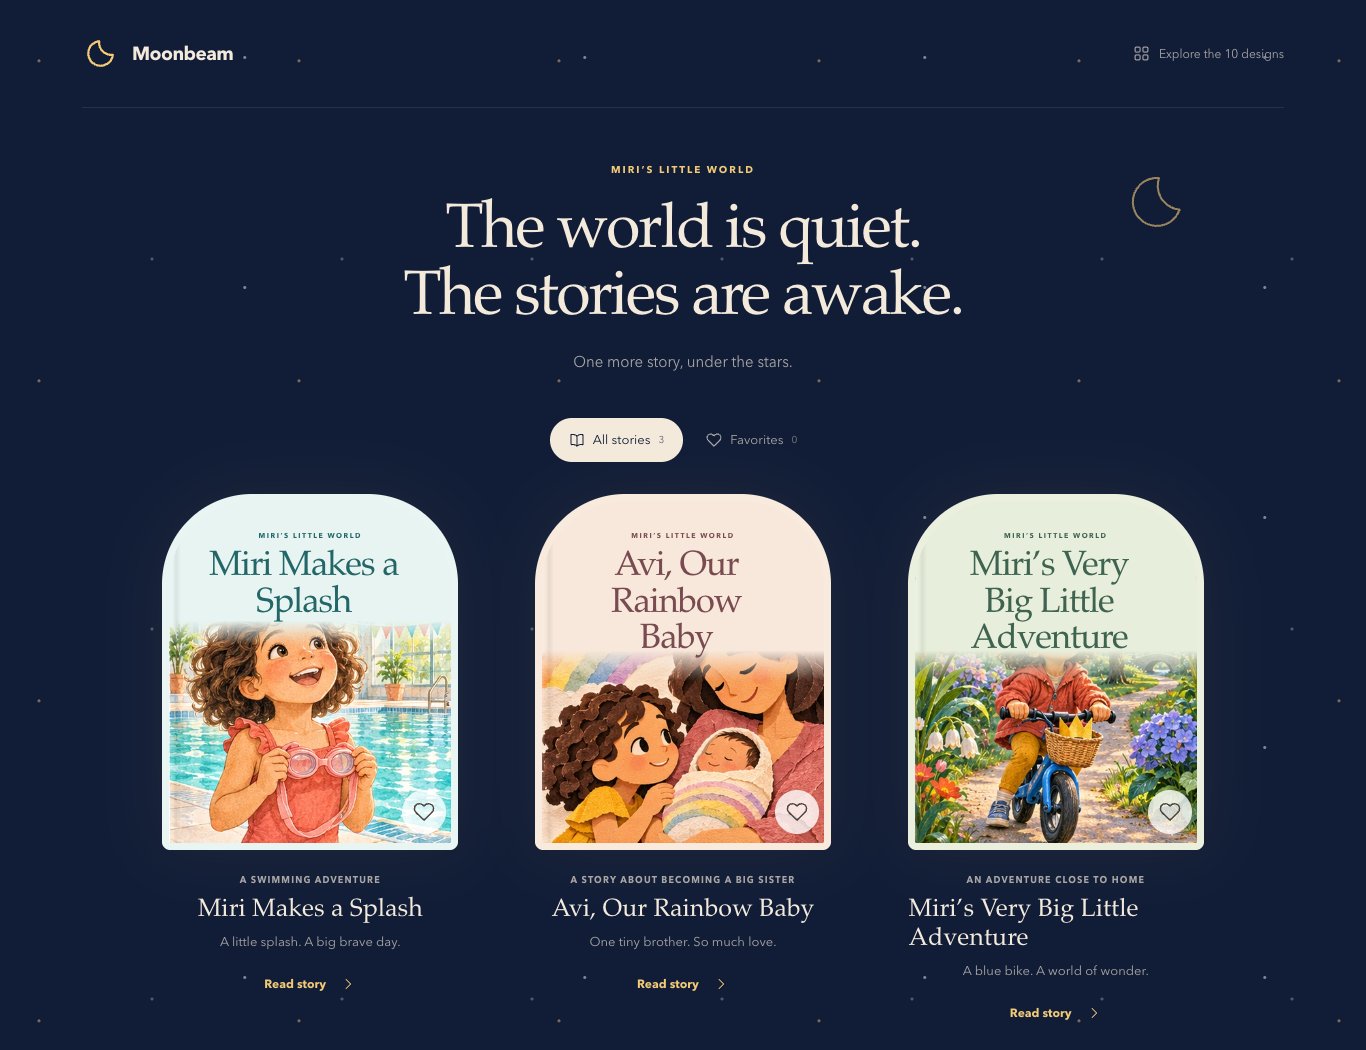 Moonbeam
Explore the 10 designs
MIRI’S LITTLE WORLD
The world is quiet.
The stories are awake.
One more story, under the stars.
All stories 3
Favorites 0
MIRI’S LITTLE WORLD
Miri Makes a
Splash
A SWIMMING ADVENTURE
Miri Makes a Splash
A little splash. A big brave day.
Read story
MIRI’S LITTLE WORLD
Avi, Our
Rainbow
Baby
A STORY ABOUT BECOMING A BIG SISTER
Avi, Our Rainbow Baby
One tiny brother. So much love.
Read story
MIRI’S LITTLE WORLD
Miri’s Very
Big Little
Adventure
AN ADVENTURE CLOSE TO HOME
Miri’s Very Big Little
Adventure
A blue bike. A world of wonder.
Read story